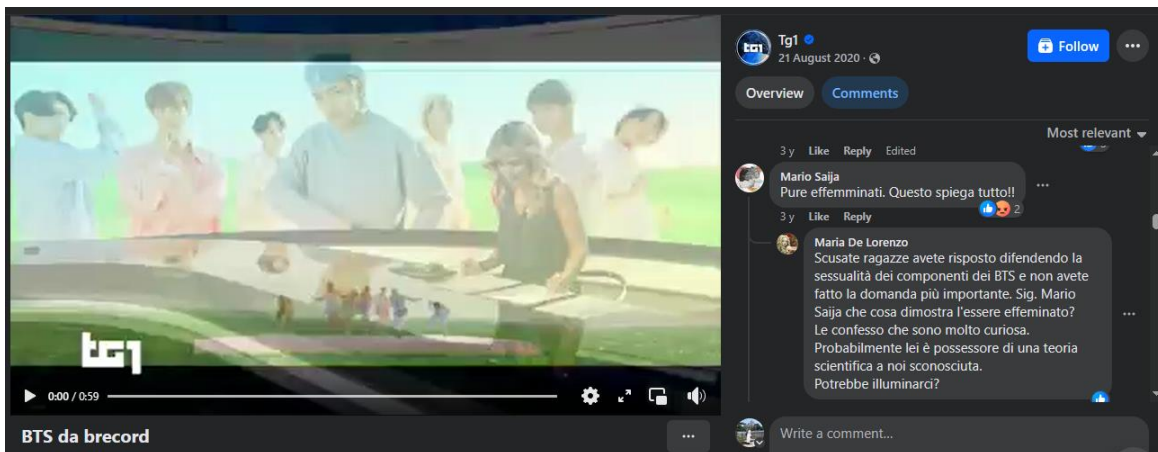 tg1
Tg1
21 August 2020 ·
Follow
Overview Comments
Most relevant
3 y Like Reply Edited
Mario Saija
Pure effemminati. Questo spiega tutto!!
2
3 y Like Reply
Maria De Lorenzo
Scusate ragazze avete risposto difendendo la
sessualità dei componenti dei BTS e non avete
fatto la domanda più importante. Sig. Mario
Saija che cosa dimostra l'essere effeminato?
Le confesso che sono molto curiosa.
Probabilmente lei è possessore di una teoria
scientifica a noi sconosciuta.
Potrebbe illuminarci?
tg1
0:00 / 0:59
BTS da brecord
Write a comment...